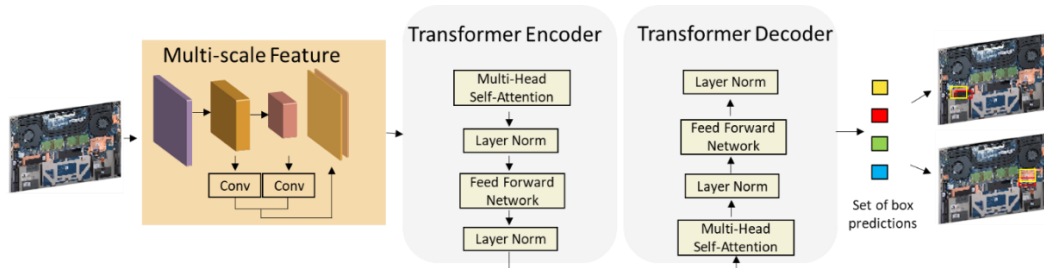 Multi-scale Feature
Conv
Conv
Transformer Encoder
Multi-Head
Self-Attention
Layer Norm
Feed Forward
Network
Layer Norm
Transformer Decoder
Layer Norm
Feed Forward
Network
Layer Norm
Multi-Head
Self-Attention
Set of box
predictions